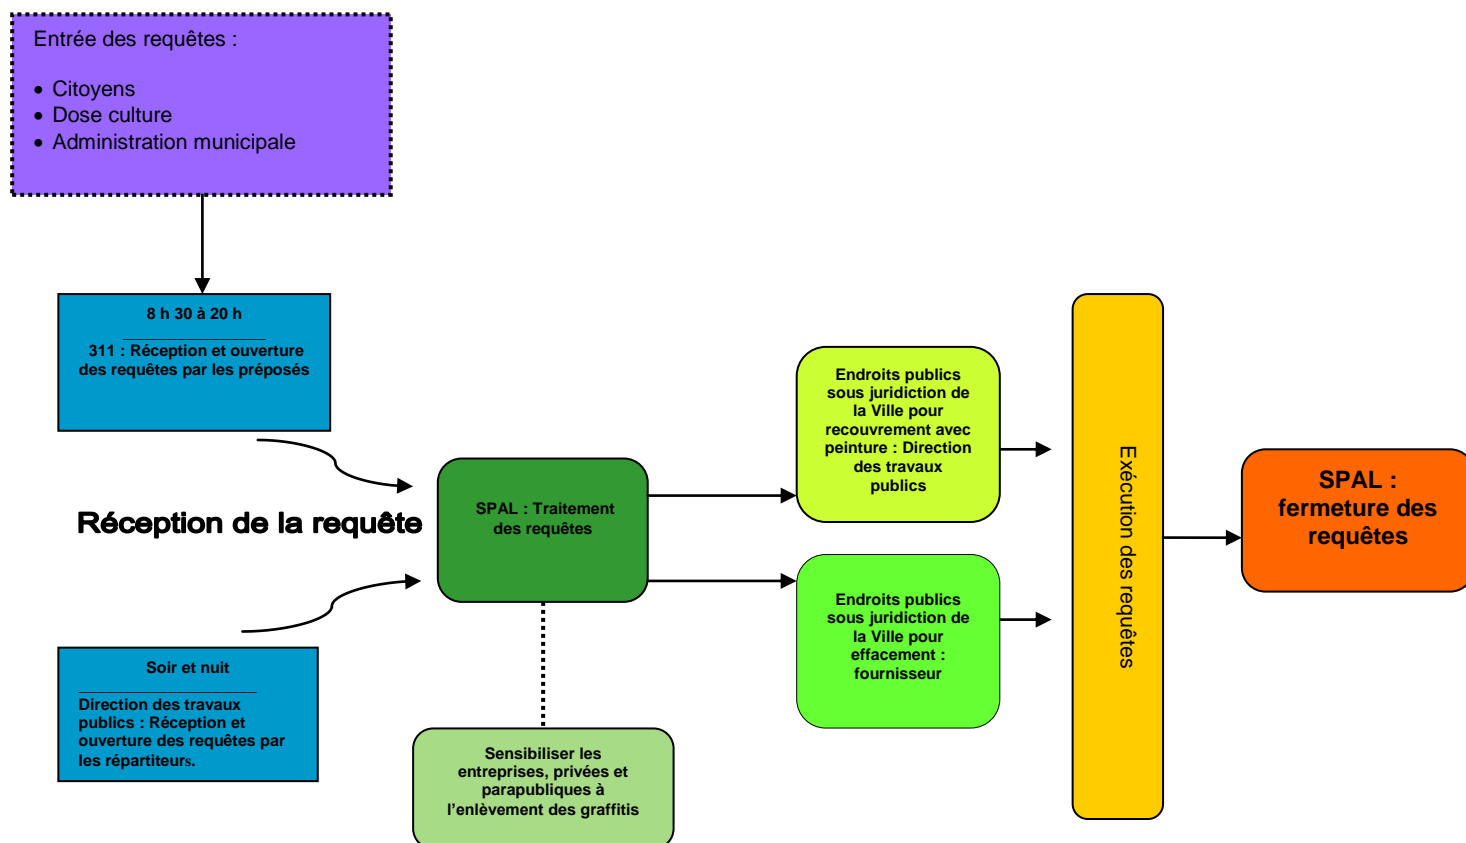 Entrée des requêtes :
• Citoyens
• Dose culture
• Administration municipale
8 h 30 à 20 h
311 : Réception et ouverture
des requêtes par les préposés
Réception de la requête
Soir et nuit
Direction des travaux
publics : Réception et
ouverture des requêtes par
les répartiteurs.
SPAL : Traitement
des requêtes
Sensibiliser les
entreprises, privées et
parapubliques à
l’enlèvement des graffitis
Endroits publics
sous juridiction de
la Ville pour
recouvrement avec
peinture : Direction
des travaux
publics
Endroits publics
sous juridiction de
la Ville pour
effacement :
fournisseur
Exécution des requêtes
SPAL :
fermeture des
requêtes